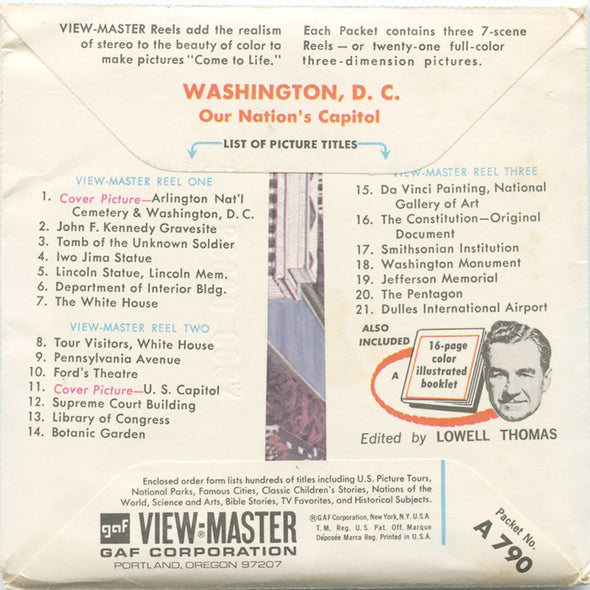 VIEW-MASTER Reels add the realism
of stereo to the beauty of color to
make pictures "Come to Life."
Each Packet contains three 7-scene
Reels — or twenty-one full-color
three-dimension pictures.
WASHINGTON, D. C.
Our Nation's Capitol
LIST OF PICTURE TITLES
VIEW-MASTER REEL ONE
1. Cover Picture—Arlington Nat'l
Cemetery & Washington, D. C.
2. John F. Kennedy Gravesite
3. Tomb of the Unknown Soldier
4. Iwo Jima Statue
5. Lincoln Statue, Lincoln Mem.
6. Department of Interior Bldg.
7. The White House
VIEW-MASTER REEL TWO
8. Tour Visitors, White House
9. Pennsylvania Avenue
10. Ford's Theatre
11. Cover Picture—U. S. Capitol
12. Supreme Court Building
13. Library of Congress
14. Botanic Garden
VIEW-MASTER REEL THREE
15. Da Vinci Painting, National
Gallery of Art
16. The Constitution—Original
Document
17. Smithsonian Institution
18. Washington Monument
19. Jefferson Memorial
20. The Pentagon
21. Dulles International Airport
ALSO
INCLUDED
A
16-page
color
illustrated
booklet
Edited by LOWELL THOMAS
Enclosed order form lists hundreds of titles including U.S. Picture Tours,
National Parks, Famous Cities, Classic Children's Stories, Nations of the
World, Science and Arts, Bible Stories, TV Favorites, and Historical Subjects.
gaf VIEW-MASTER®
GAF CORPORATION
PORTLAND, OREGON 97207
®GAF Corporation, New York, N.Y. U.S.A.
T. M. Reg. U. S. Pat. Off. Marque
Déposée Marca Reg. Printed in U.S.A.
Packet No.
A 790